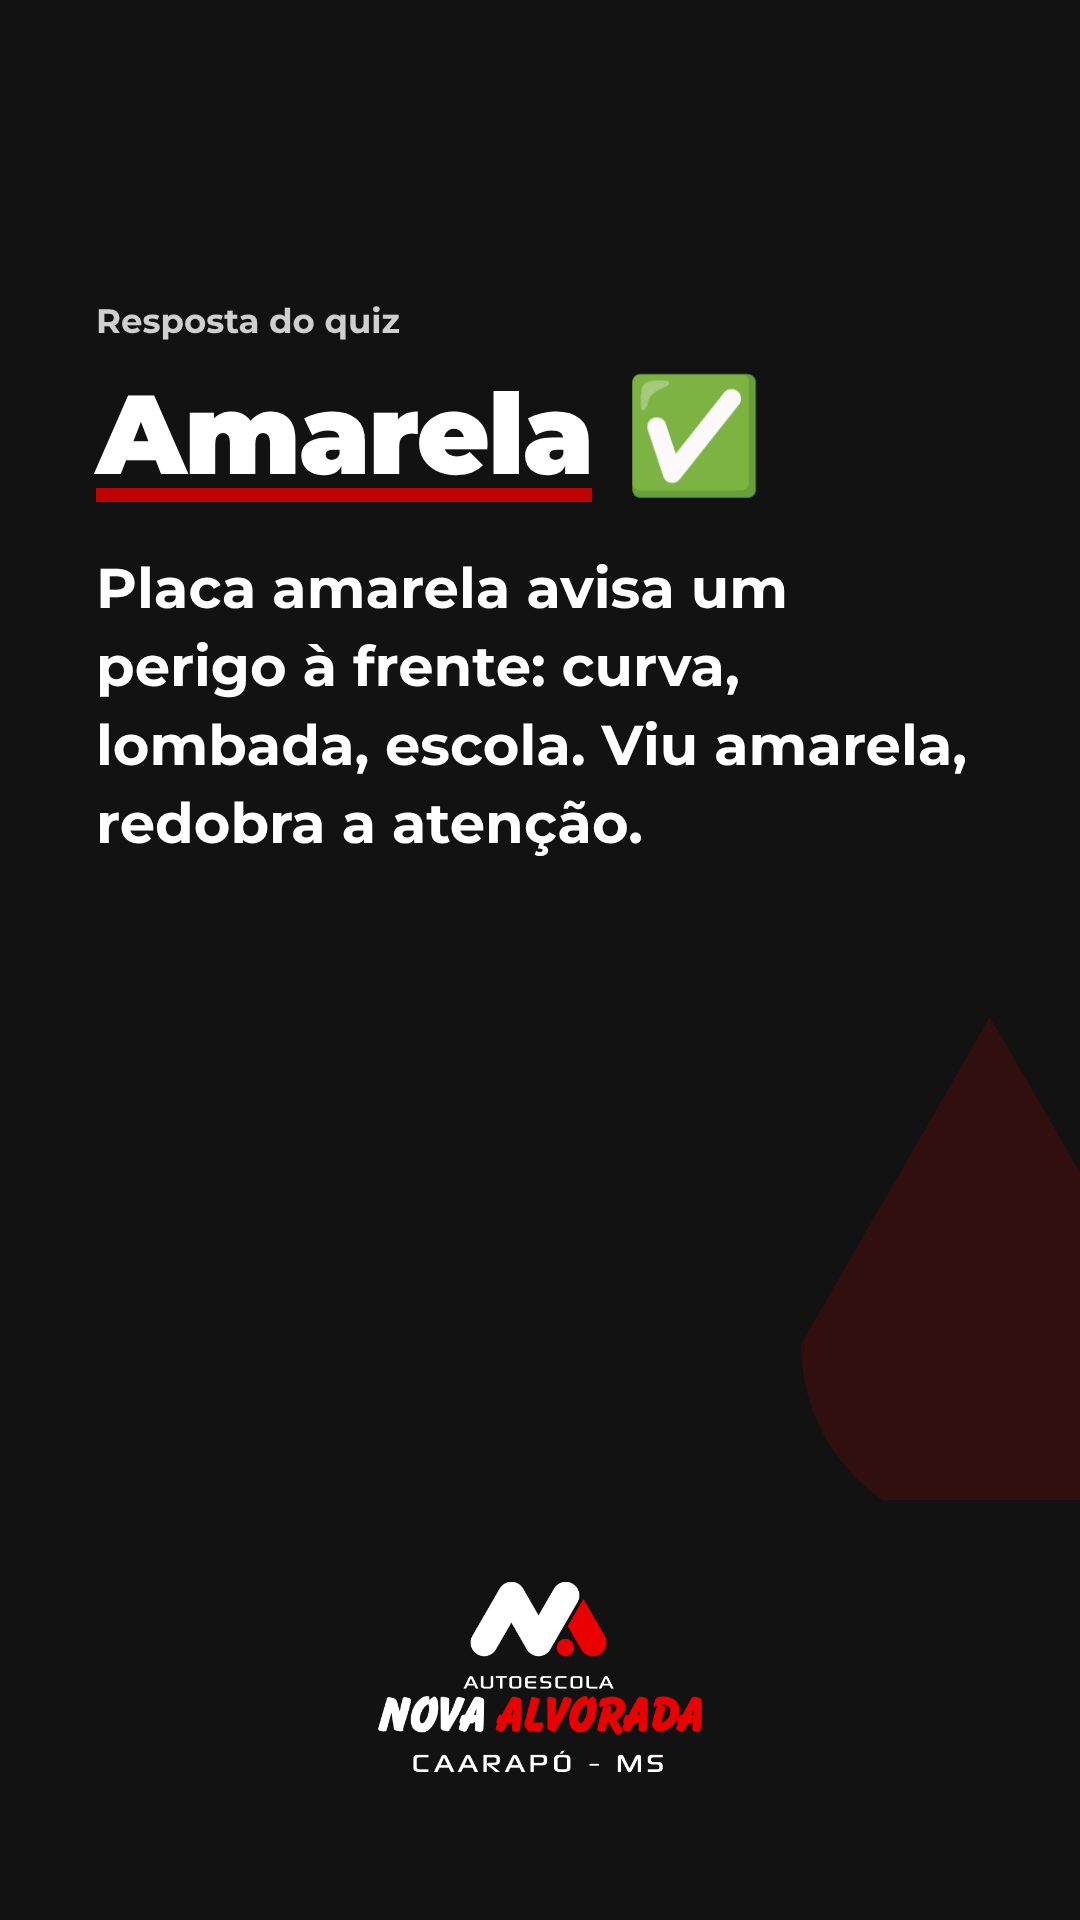 Resposta do quiz
Amarela ✅
Placa amarela avisa um
perigo à frente: curva,
lombada, escola. Viu amarela,
redobra a atenção.
AUTOESCOLA
NOVA ALVORADA
CAARAPÓ - MS